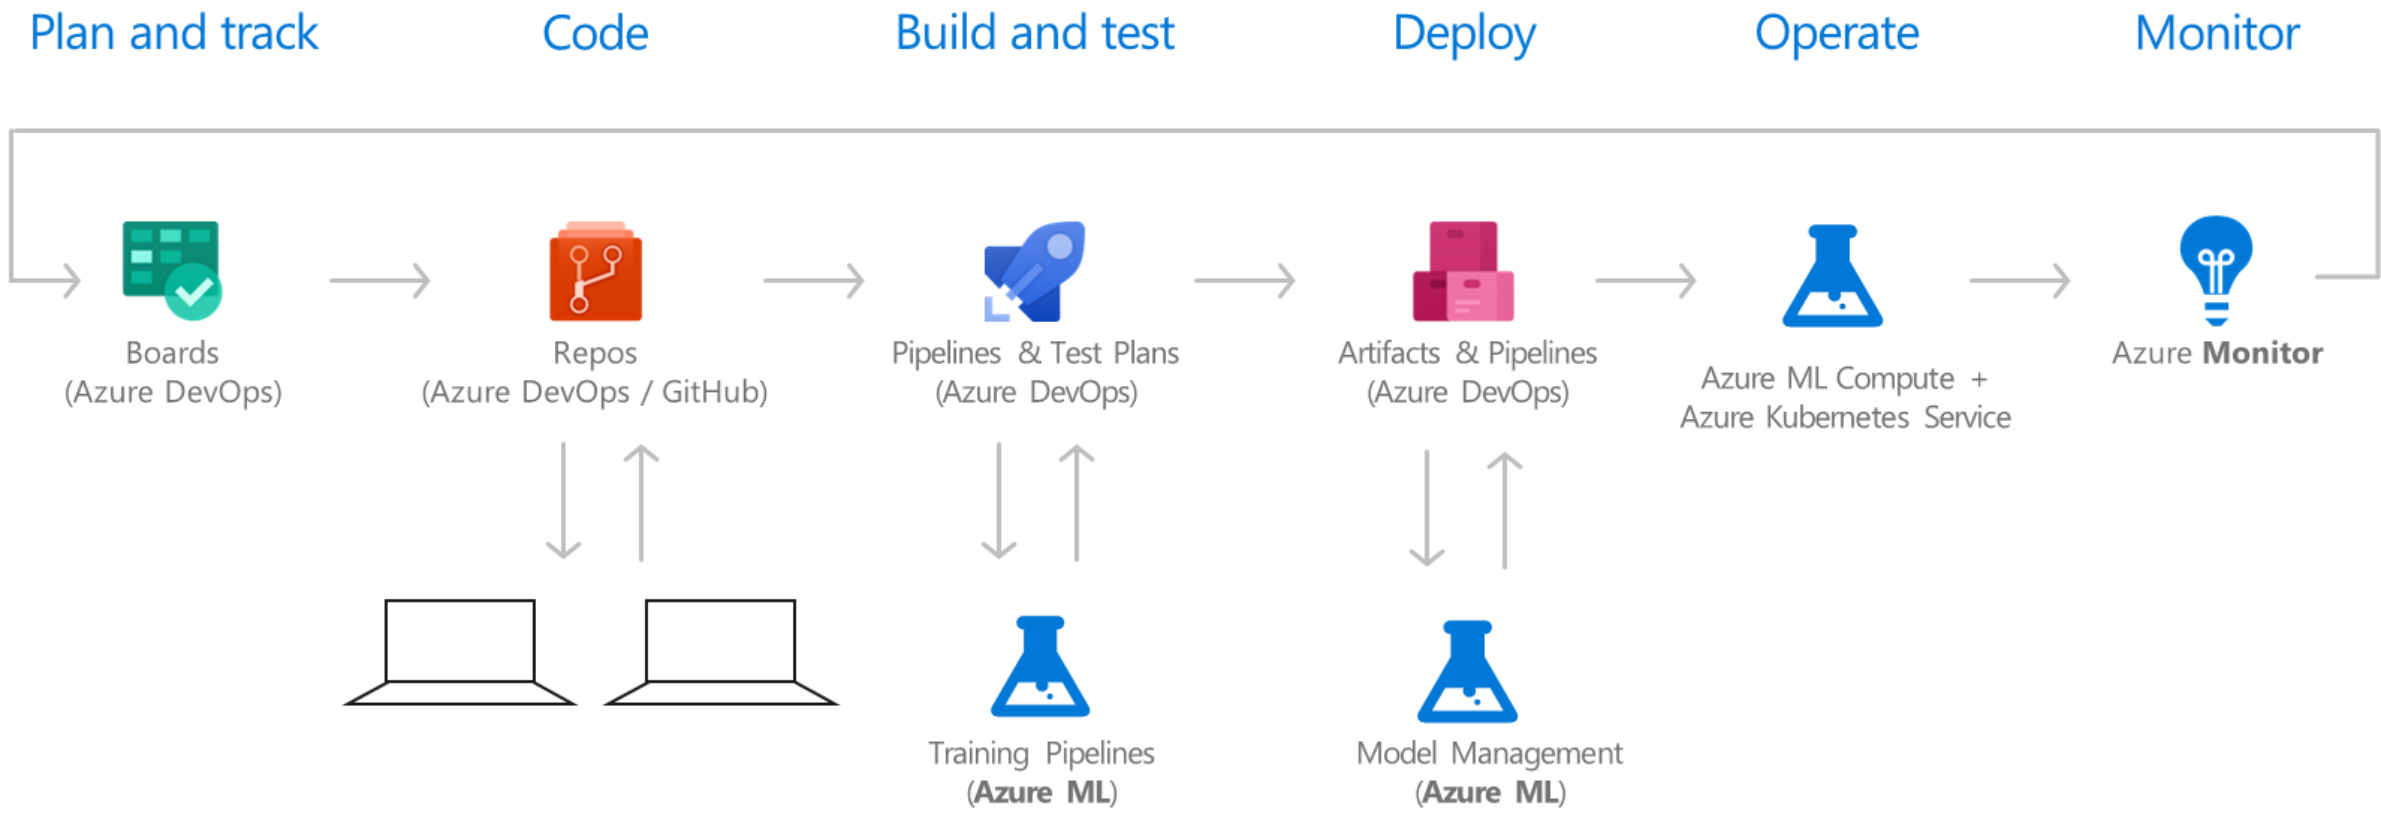 Plan and track
Code
Build and test
Deploy
Operate
Monitor
Boards
(Azure DevOps)
Repos
(Azure DevOps / GitHub)
Pipelines & Test Plans
(Azure DevOps)
Artifacts & Pipelines
(Azure DevOps)
Azure ML Compute +
Azure Kubernetes Service
Azure Monitor
Training Pipelines
(Azure ML)
Model Management
(Azure ML)